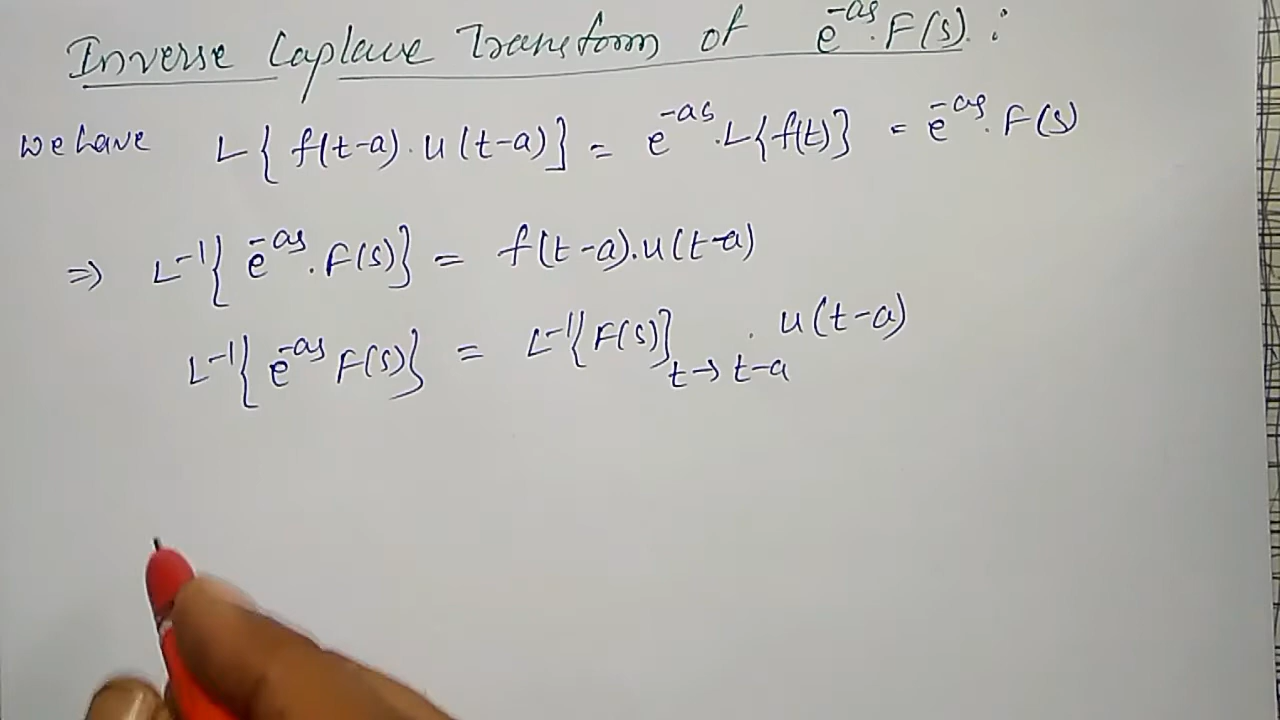 Inverse Laplace Transform of e^{-as}.F(s) :
We have L{ f(t-a). u(t-a)} = e^{-as}.L{f(t)} = e^{-as}.F(s)
⇒ L^{-1}{ e^{-as}.F(s)} = f(t-a).u(t-a)
L^{-1}{ e^{-as} F(s)} = L^{-1}{F(s)}_{t→t-a} . u(t-a)